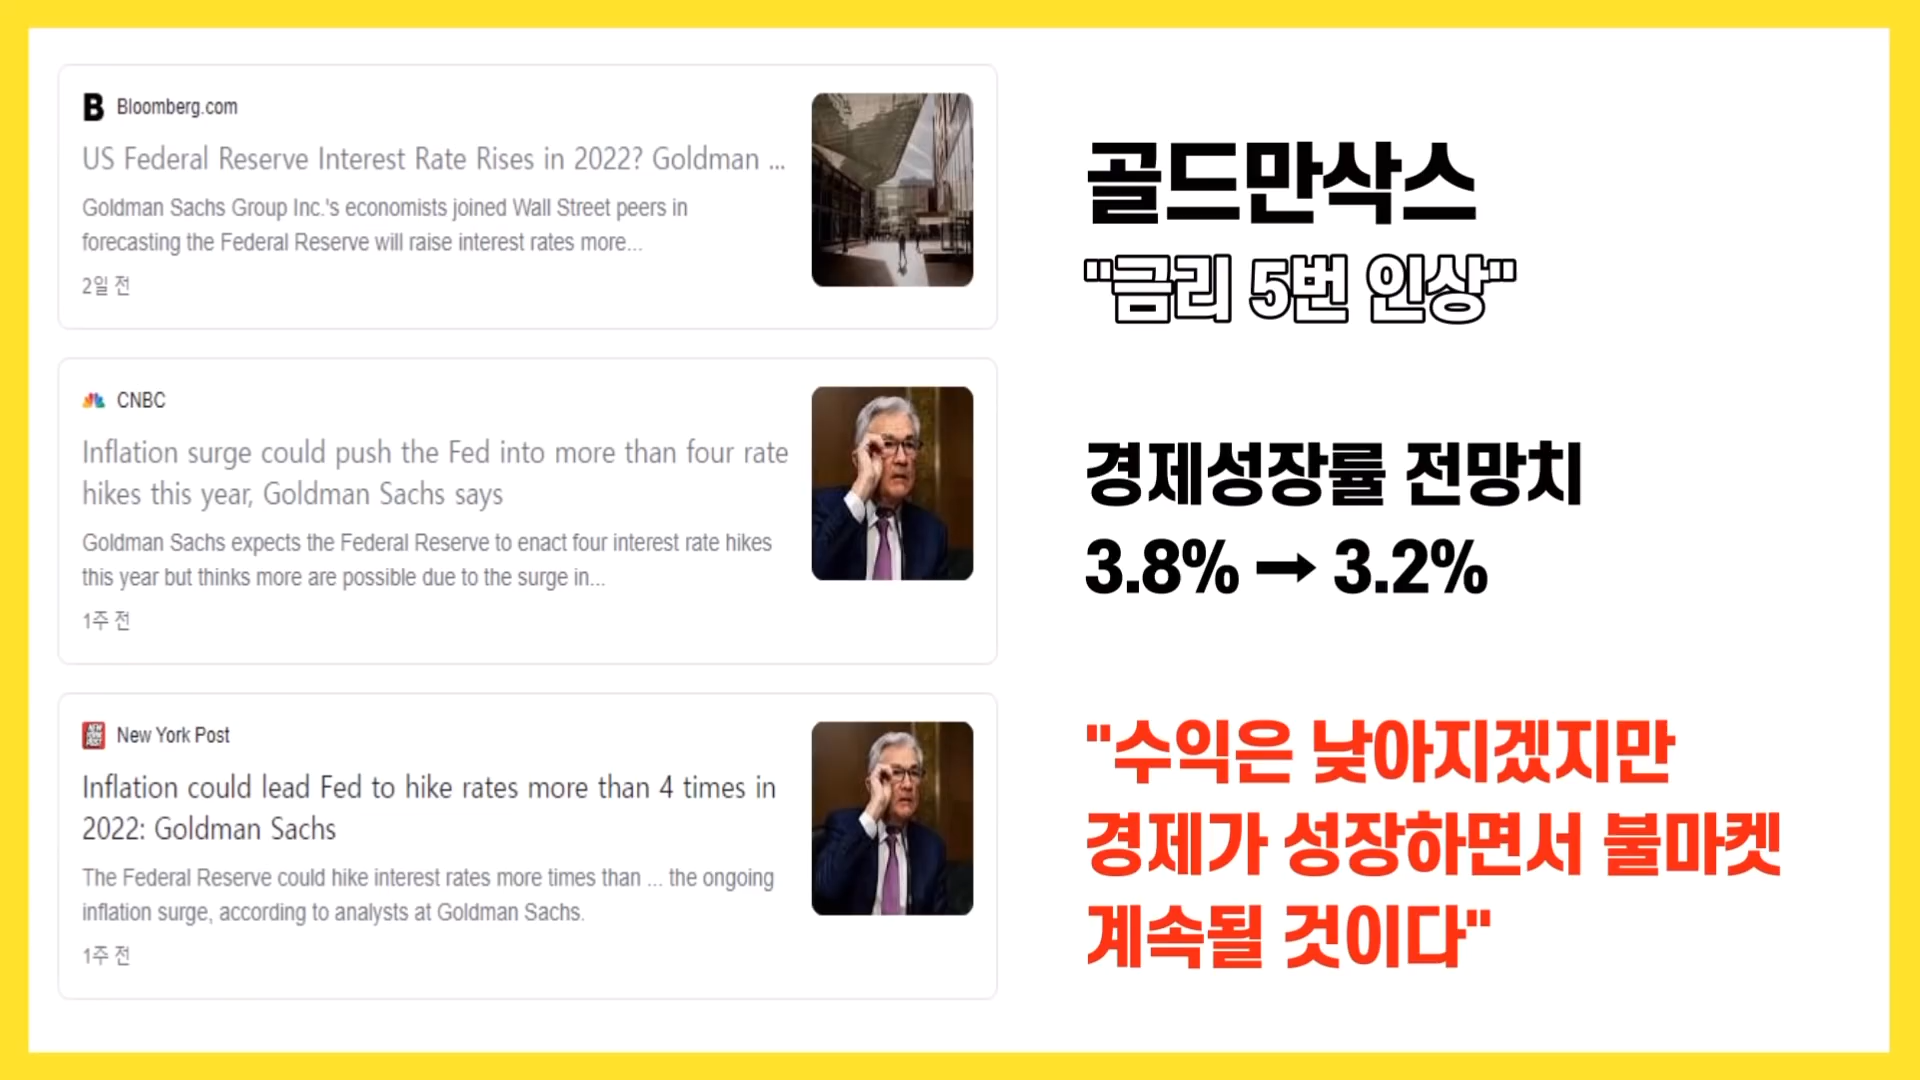 Bloomberg.com
US Federal Reserve Interest Rate Rises in 2022? Goldman ...
Goldman Sachs Group Inc.'s economists joined Wall Street peers in
forecasting the Federal Reserve will raise interest rates more...
2일 전
CNBC
Inflation surge could push the Fed into more than four rate
hikes this year, Goldman Sachs says
Goldman Sachs expects the Federal Reserve to enact four interest rate hikes
this year but thinks more are possible due to the surge in...
1주 전
NEW YORK POST
New York Post
Inflation could lead Fed to hike rates more than 4 times in
2022: Goldman Sachs
The Federal Reserve could hike interest rates more times than ... the ongoing
inflation surge, according to analysts at Goldman Sachs.
1주 전
골드만삭스
"금리 5번 인상"
경제성장률 전망치
3.8% → 3.2%
"수익은 낮아지겠지만
경제가 성장하면서 불마켓
계속될 것이다"